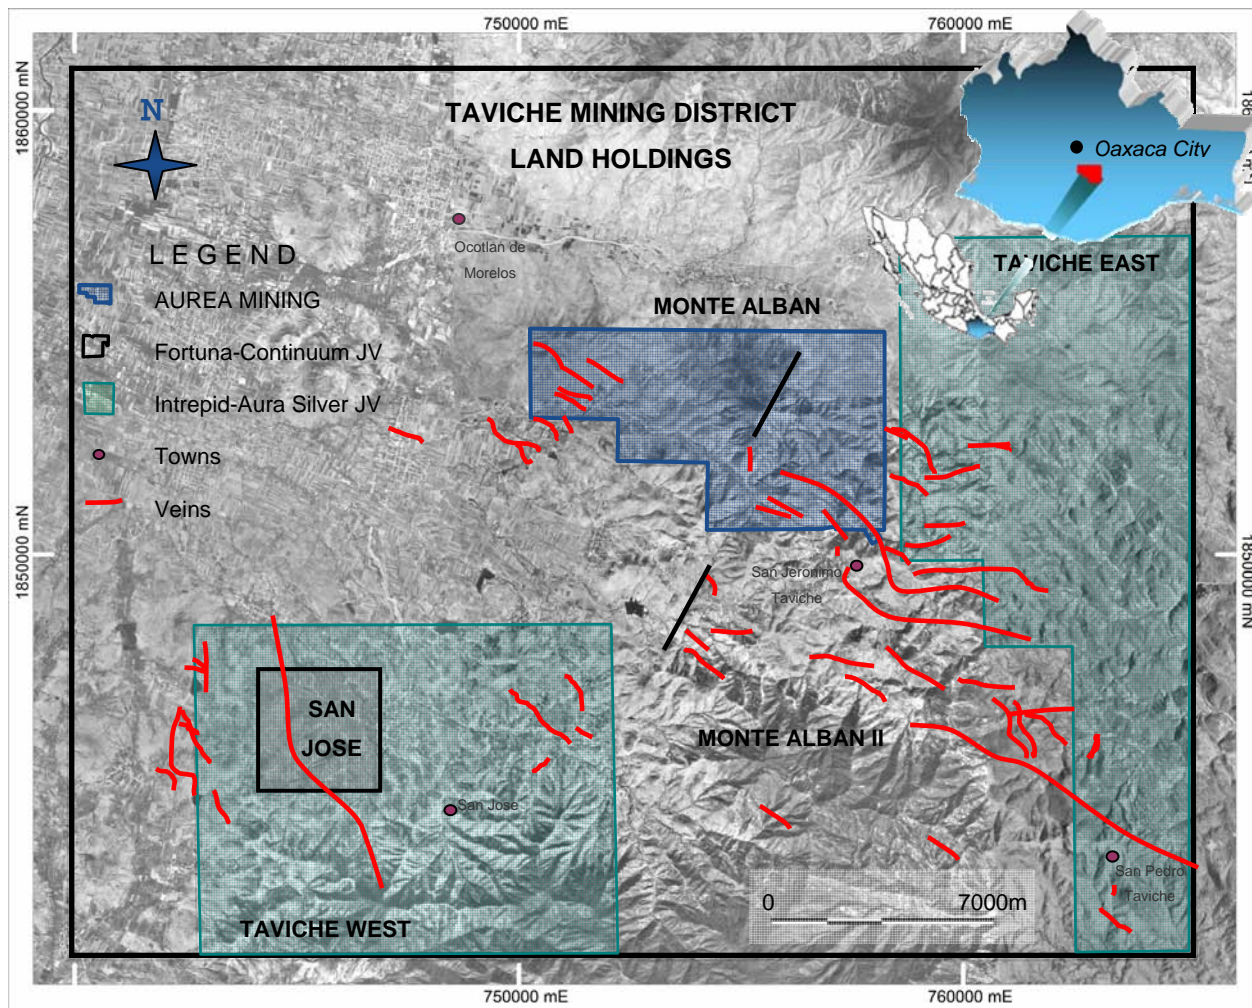 750000 mE
760000 mE
1860000 mN
TAVICHE MINING DISTRICT
LAND HOLDINGS
N
Oaxaca City
Ocotlan de
Morelos
LEGEND
TAVICHE EAST
AUREA MINING
MONTE ALBAN
Fortuna-Continuum JV
Intrepid-Aura Silver JV
Towns
Veins
1850000 mN
1850000 mN
San Jeronimo
Taviche
SAN
JOSE
MONTE ALBAN II
San Jose
San Pedro
Taviche
0 7000m
TAVICHE WEST
750000 mE
760000 mE